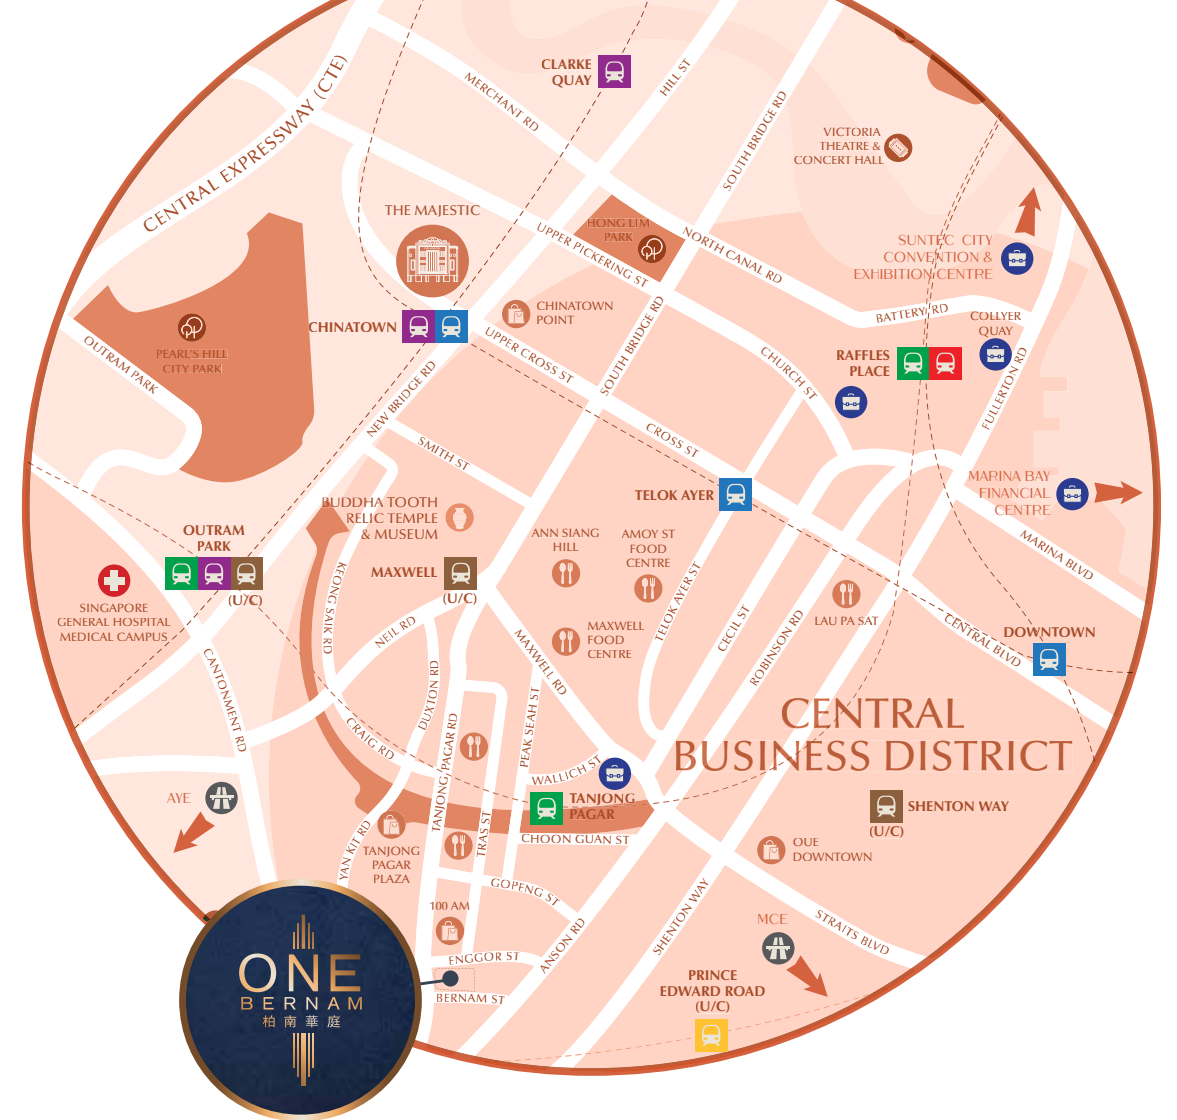 CENTRAL EXPRESSWAY (CTE)
MERCHANT RD
CLARKE
QUAY
HILL ST
SOUTH BRIDGE RD
VICTORIA
THEATRE &
CONCERT HALL
THE MAJESTIC
HONG LIM
PARK
UPPER PICKERING ST
NORTH CANAL RD
SUNTEC CITY
CONVENTION &
EXHIBITION CENTRE
BATTERY RD
COLLYER
QUAY
CHINATOWN
CHINATOWN
POINT
OUTRAM PARK
PEARL'S HILL
CITY PARK
UPPER CROSS ST
SOUTH BRIDGE RD
CHURCH ST
RAFFLES
PLACE
FULLERTON RD
NEW BRIDGE RD
SMITH ST
CROSS ST
MARINA BAY
FINANCIAL
CENTRE
TELOK AYER
BUDDHA TOOTH
RELIC TEMPLE
& MUSEUM
OUTRAM
PARK
(U/C)
ANN SIANG
HILL
AMOY ST
FOOD
CENTRE
MARINA BLVD
MAXWELL
(U/C)
SINGAPORE
GENERAL HOSPITAL
MEDICAL CAMPUS
KEONG SAIK RD
NEIL RD
MAXWELL
FOOD
CENTRE
TELOK AYER ST
CECIL ST
ROBINSON RD
LAU PA SAT
CENTRAL BLVD
DOWNTOWN
CANTONMENT RD
MAXWELL RD
DUXTON RD
CRAIG RD
TANJONG PAGAR RD
PEAK SEAH ST
CENTRAL
BUSINESS DISTRICT
WALLICH ST
AYE
TANJONG
PAGAR
SHENTON WAY
(U/C)
YAN KIT RD
TANJONG
PAGAR
PLAZA
TRAS ST
CHOON GUAN ST
OUE
DOWNTOWN
GOPENG ST
100 AM
ANSON RD
SHENTON WAY
MCE
STRAITS BLVD
ENGGOR ST
BERNAM ST
PRINCE
EDWARD ROAD
(U/C)
ONE
BERNAM
柏南華庭